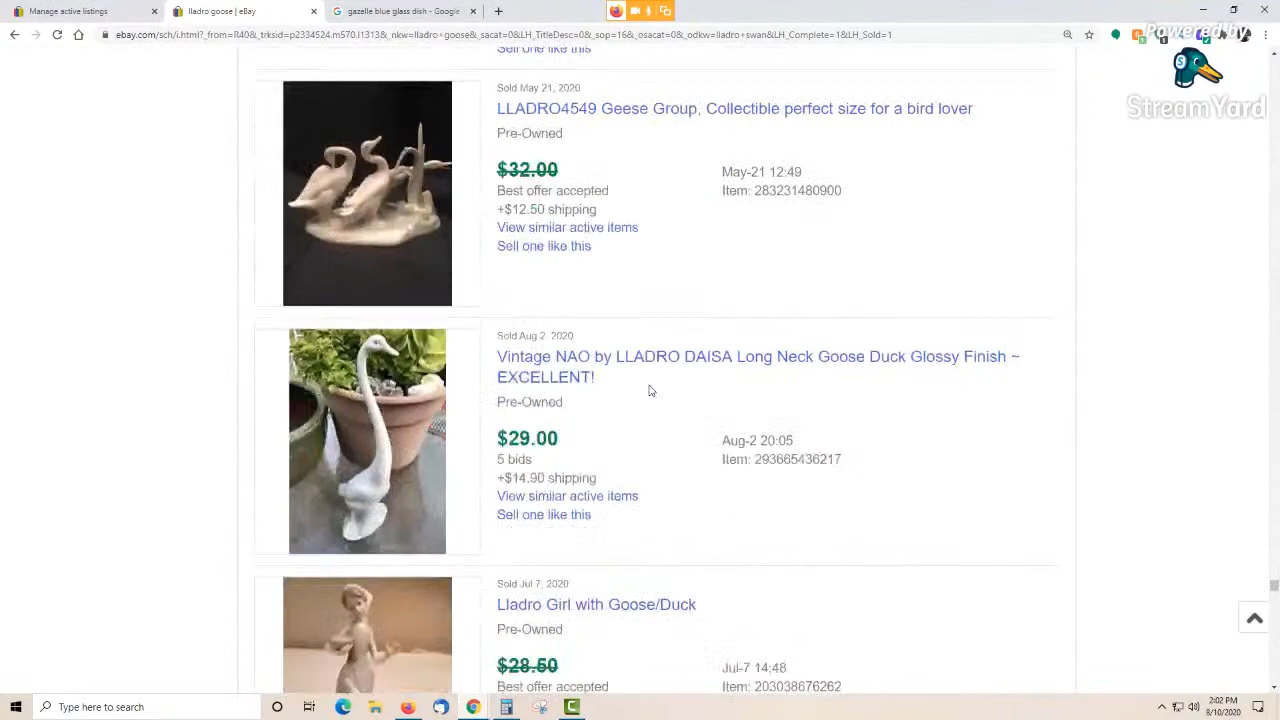 Manage active listings
lladro goose | eBay
gazelle blue glass dish - Google
ebay.com/sch/i.html?_from=R40&_trksid=p2334524.m570.l1313&_nkw=lladro+goose&_sacat=0&LH_TitleDesc=0&_sop=16&_osacat=0&_odkw=lladro+swan&LH_Complete=1&LH_Sold=1
Powered by
StreamYard
Sell one like this
Sold May 21, 2020
LLADRO4549 Geese Group, Collectible perfect size for a bird lover
Pre-Owned
$32.00
May-21 12:49
Best offer accepted
Item: 283231480900
+$12.50 shipping
View similar active items
Sell one like this
Sold Aug 2, 2020
Vintage NAO by LLADRO DAISA Long Neck Goose Duck Glossy Finish ~
EXCELLENT!
Pre-Owned
$29.00
Aug-2 20:05
5 bids
Item: 293665436217
+$14.90 shipping
View similar active items
Sell one like this
Sold Jul 7, 2020
Lladro Girl with Goose/Duck
Pre-Owned
$28.50
Jul-7 14:48
Best offer accepted
Item: 203038676262
Type here to search
2:02 PM
8/10/2020